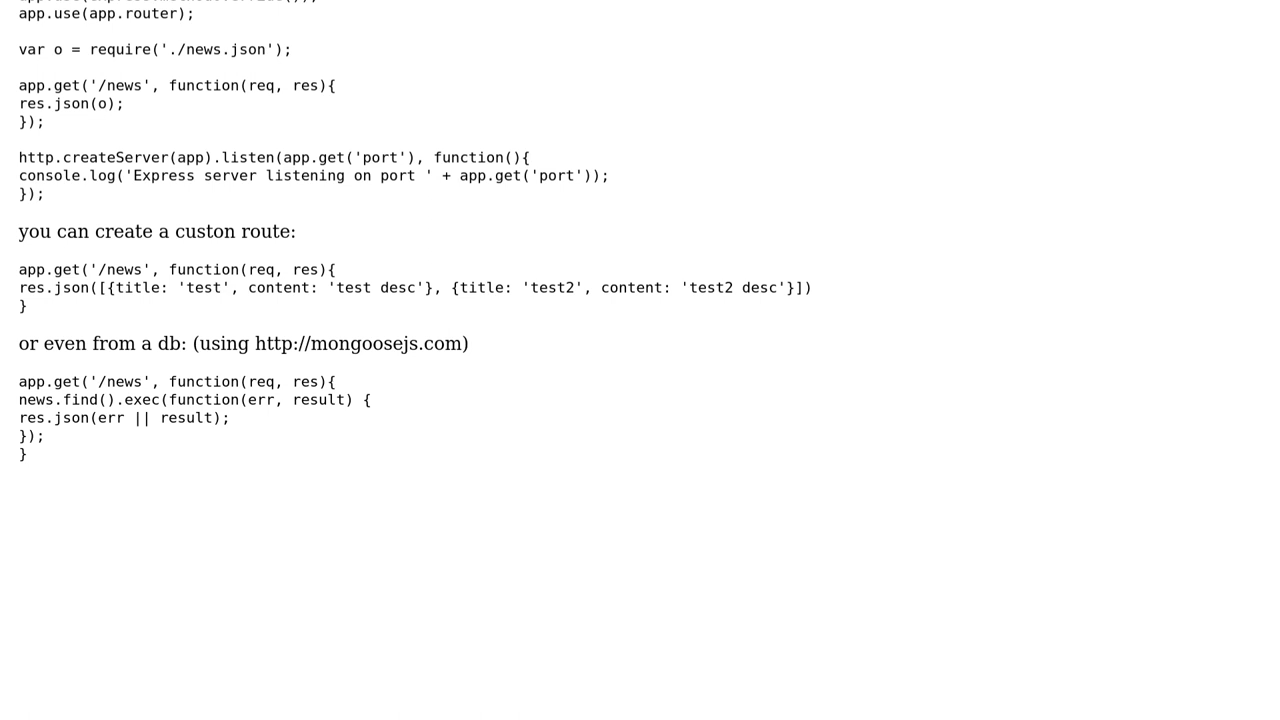 app.use(app.router);
var o = require('./news.json');
app.get('/news', function(req, res){
res.json(o);
});
http.createServer(app).listen(app.get('port'), function(){
console.log('Express server listening on port ' + app.get('port'));
});
you can create a custon route:
app.get('/news', function(req, res){
res.json([{title: 'test', content: 'test desc'}, {title: 'test2', content: 'test2 desc'}])
}
or even from a db: (using http://mongoosejs.com)
app.get('/news', function(req, res){
news.find().exec(function(err, result) {
res.json(err || result);
});
}